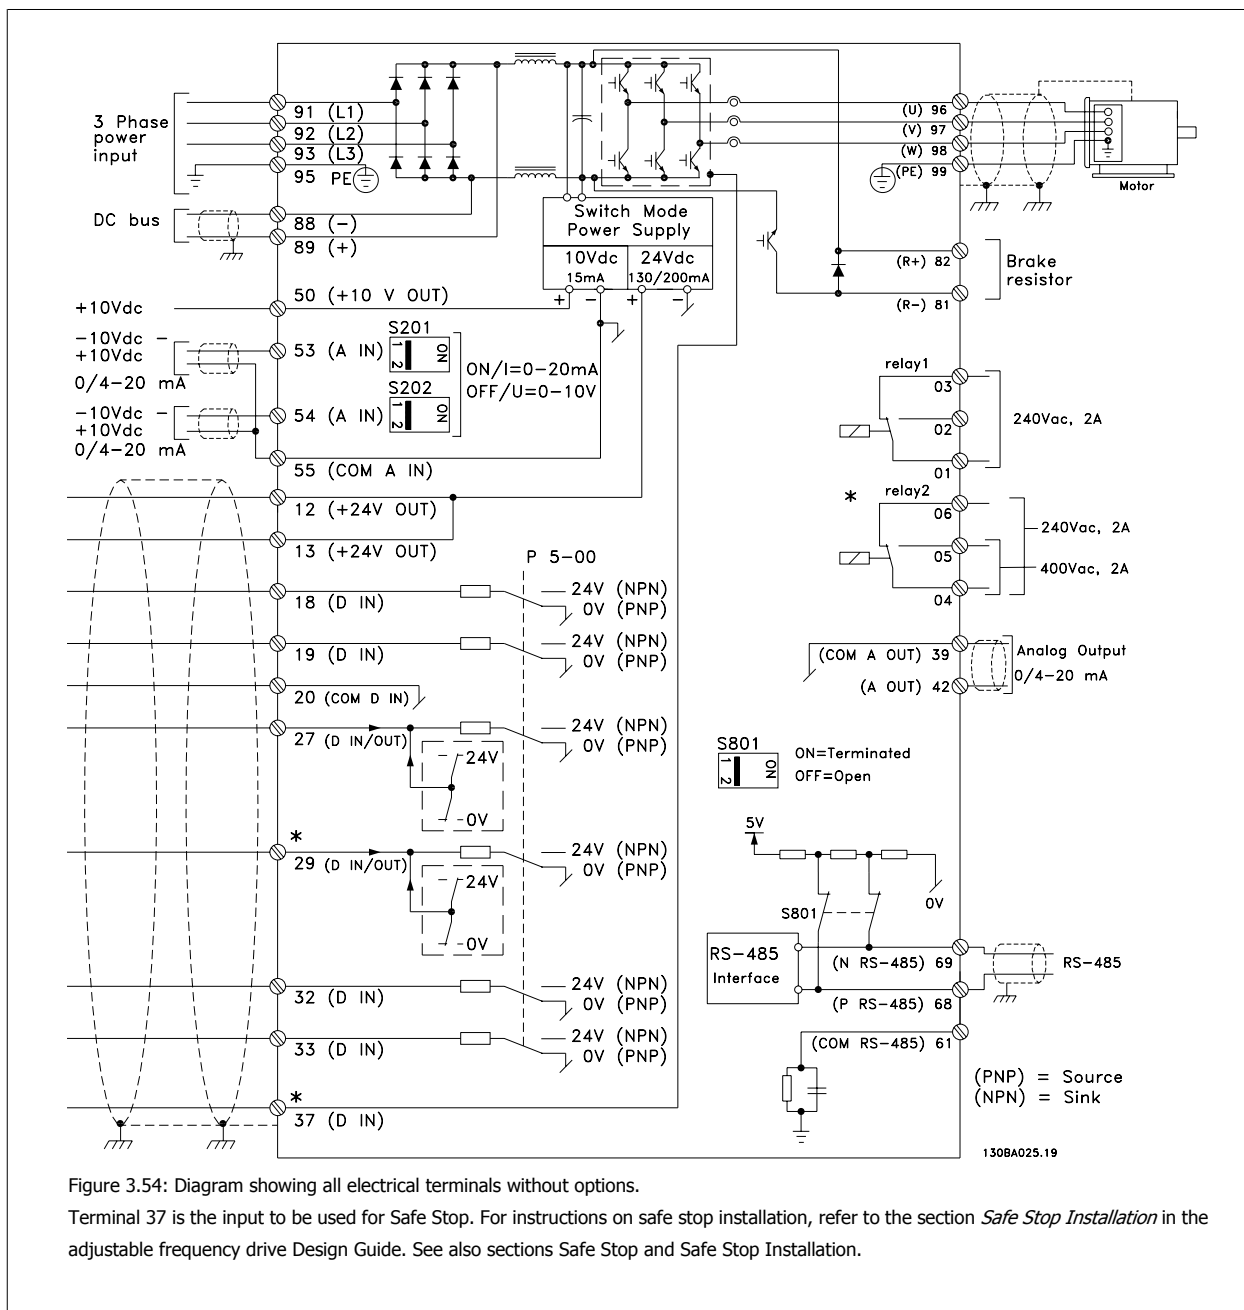 3 Phase
power
input
91 (L1)
92 (L2)
93 (L3)
95 PE
DC bus
88 (-)
89 (+)
Switch Mode
Power Supply
10Vdc
15mA
24Vdc
130/200mA
+ - + -
(U) 96
(V) 97
(W) 98
(PE) 99
Motor
(R+) 82
(R-) 81
Brake
resistor
+10Vdc
50 (+10 V OUT)
-10Vdc -
+10Vdc
0/4-20 mA
53 (A IN)
S201
1
2
ON
ON/I=0-20mA
OFF/U=0-10V
-10Vdc -
+10Vdc
0/4-20 mA
54 (A IN)
S202
1
2
ON
55 (COM A IN)
12 (+24V OUT)
13 (+24V OUT)
P 5-00
18 (D IN)
24V (NPN)
0V (PNP)
19 (D IN)
24V (NPN)
0V (PNP)
20 (COM D IN)
27 (D IN/OUT)
24V (NPN)
0V (PNP)
24V
0V
*
29 (D IN/OUT)
24V (NPN)
0V (PNP)
24V
0V
32 (D IN)
24V (NPN)
0V (PNP)
33 (D IN)
24V (NPN)
0V (PNP)
*
37 (D IN)
relay1
03
02
01
240Vac, 2A
*
relay2
06
05
04
240Vac, 2A
400Vac, 2A
(COM A OUT) 39
(A OUT) 42
Analog Output
0/4-20 mA
S801
1
2
ON
ON=Terminated
OFF=Open
5V
S801
0V
RS-485
Interface
(N RS-485) 69
(P RS-485) 68
RS-485
(COM RS-485) 61
(PNP) = Source
(NPN) = Sink
130BA025.19
Figure 3.54: Diagram showing all electrical terminals without options.
Terminal 37 is the input to be used for Safe Stop. For instructions on safe stop installation, refer to the section Safe Stop Installation in the
adjustable frequency drive Design Guide. See also sections Safe Stop and Safe Stop Installation.